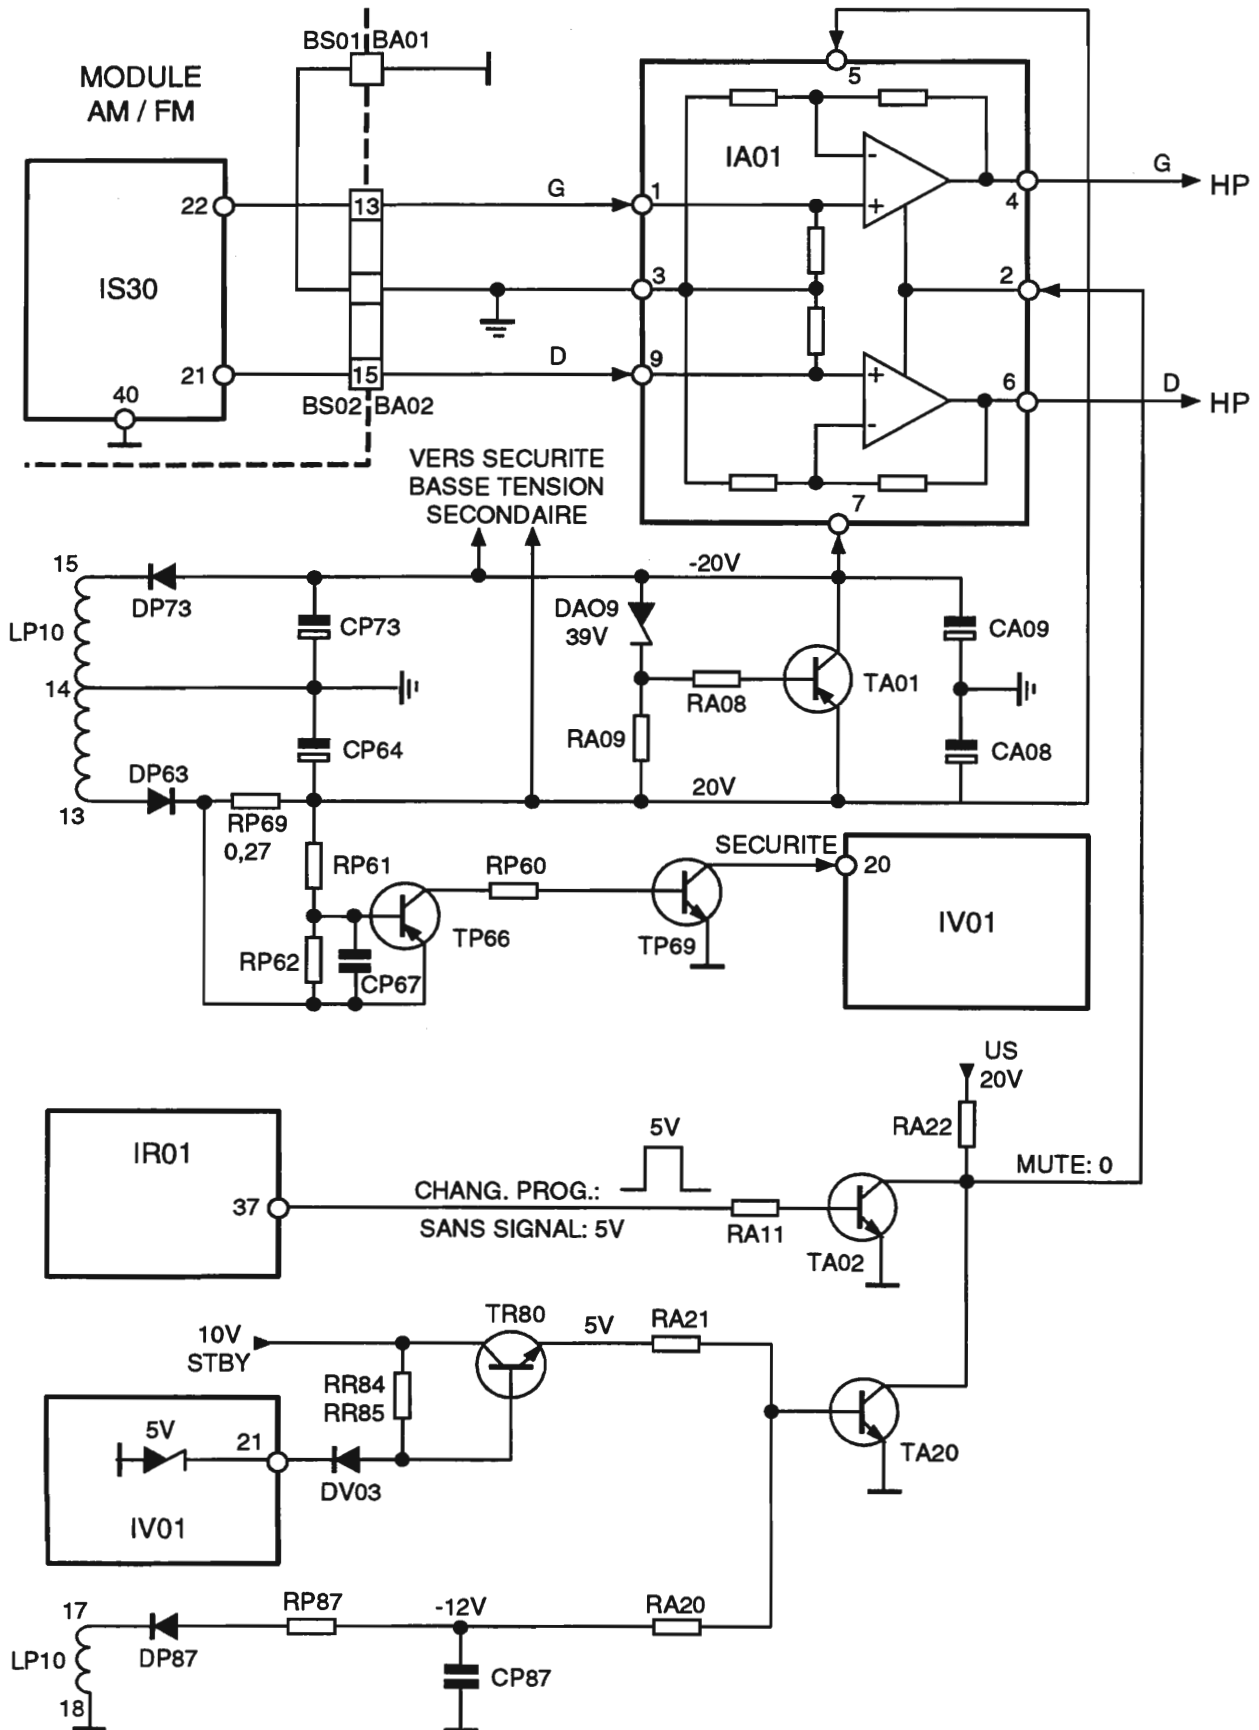 BS01 BA01
MODULE
AM / FM
5
IA01
-
22
13
G
1
+
4
G
HP
IS30
3
2
21
15
D
9
+
6
D
HP
40
BS02 BA02
-
VERS SECURITE
BASSE TENSION
SECONDAIRE
7
15
-20V
DP73
CP73
DAO9
39V
CA09
LP10
14
RA08
TA01
RA09
CP64
CA08
DP63
20V
13
RP69
0,27
SECURITE
RP61
RP60
20
IV01
TP66
TP69
RP62
CP67
US
20V
RA22
IR01
5V
MUTE: 0
37
CHANG. PROG.:
SANS SIGNAL: 5V
RA11
TA02
TR80
10V
STBY
5V
RA21
RR84
RR85
5V
21
TA20
DV03
IV01
17
RP87
-12V
RA20
LP10
DP87
CP87
18